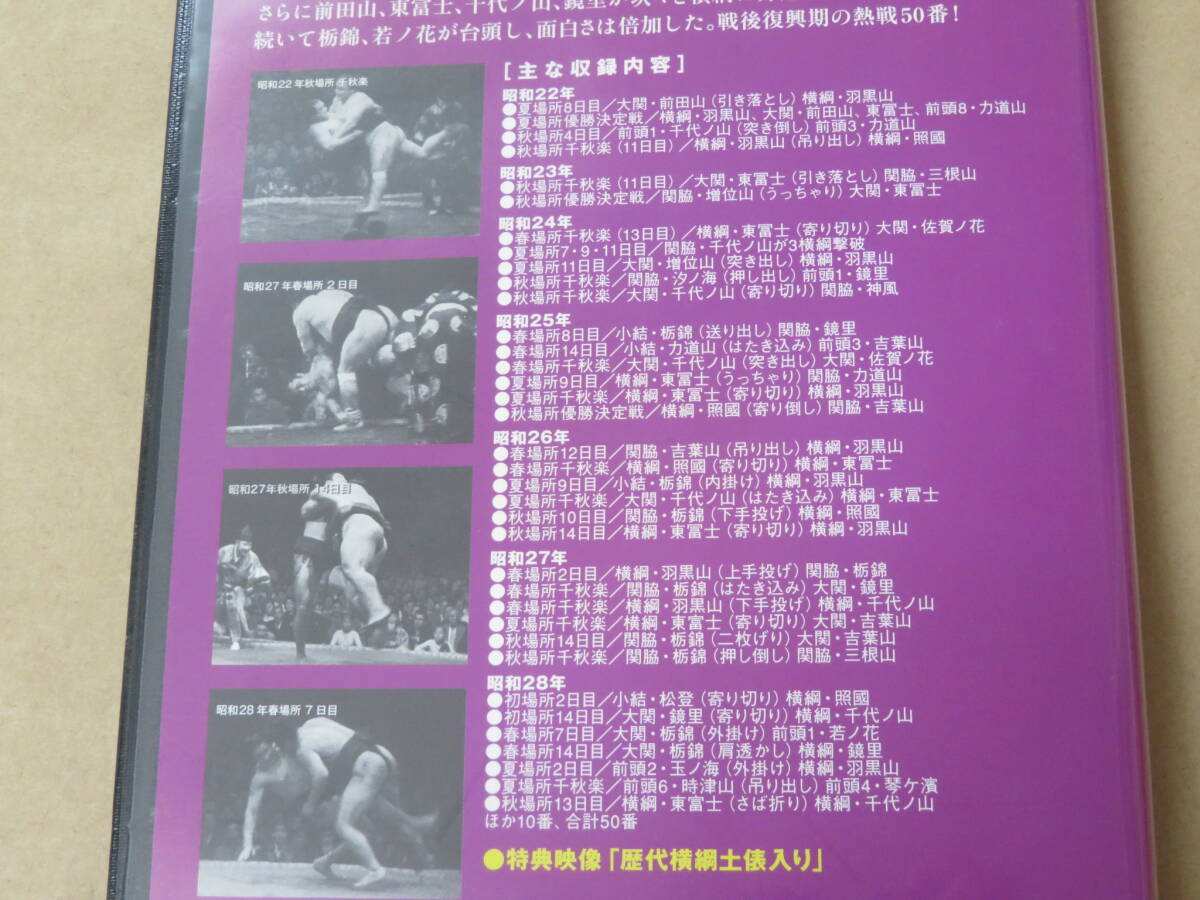 さらに前田山、東富士、千代ノ山、鏡里が
続いて栃錦、若ノ花が台頭し、面白さは倍加した。戦後復興期の熱戦50番！
[主な収録内容]
昭和22年
●夏場所8日目／大関・前田山（引き落とし）横綱・羽黒山
●夏場所優勝決定戦／横綱・羽黒山、大関・前田山、東冨士、前頭8・力道山
●秋場所4日目／前頭1・千代ノ山（突き倒し）前頭3・力道山
●秋場所千秋楽（11日目）／横綱・羽黒山（吊り出し）横綱・照國
昭和23年
●秋場所千秋楽（11日目）／大関・東冨士（引き落とし）関脇・三根山
●秋場所優勝決定戦／関脇・増位山（うっちゃり）大関・東冨士
昭和24年
●春場所千秋楽（13日目）／横綱・東冨士（寄り切り）大関・佐賀ノ花
●夏場所7・9・11日目／関脇・千代ノ山が3横綱撃破
●夏場所11日目／大関・増位山（突き出し）横綱・羽黒山
●秋場所千秋楽／関脇・汐ノ海（押し出し）前頭1・鏡里
●秋場所千秋楽／大関・千代ノ山（寄り切り）関脇・神風
昭和25年
●春場所8日目／小結・栃錦（送り出し）関脇・鏡里
●春場所14日目／小結・力道山（はたき込み）前頭3・吉葉山
●春場所千秋楽／大関・千代ノ山（突き出し）大関・佐賀ノ花
●夏場所9日目／横綱・東冨士（うっちゃり）関脇・力道山
●夏場所千秋楽／横綱・東冨士（寄り切り）横綱・羽黒山
●秋場所優勝決定戦／横綱・照國（寄り倒し）関脇・吉葉山
昭和26年
●春場所12日目／関脇・吉葉山（吊り出し）横綱・羽黒山
●春場所千秋楽／横綱・照國（寄り切り）横綱・東冨士
●夏場所9日目／小結・栃錦（内掛け）横綱・羽黒山
●夏場所千秋楽／大関・千代ノ山（はたき込み）横綱・東冨士
●秋場所10日目／関脇・栃錦（下手投げ）横綱・照國
●秋場所14日目／横綱・東冨士（寄り切り）横綱・羽黒山
昭和27年
●春場所2日目／横綱・羽黒山（上手投げ）関脇・栃錦
●春場所千秋楽／関脇・栃錦（はたき込み）大関・鏡里
●春場所千秋楽／横綱・羽黒山（下手投げ）横綱・千代ノ山
●夏場所千秋楽／横綱・東冨士（寄り切り）大関・吉葉山
●秋場所14日目／関脇・栃錦（二枚げり）大関・吉葉山
●秋場所千秋楽／関脇・栃錦（押し倒し）関脇・三根山
昭和28年
●初場所2日目／小結・松登（寄り切り）横綱・照國
●初場所14日目／大関・鏡里（寄り切り）横綱・千代ノ山
●春場所7日目／大関・栃錦（外掛け）前頭1・若ノ花
●春場所14日目／大関・栃錦（肩透かし）横綱・鏡里
●夏場所2日目／前頭2・玉ノ海（外掛け）横綱・羽黒山
●夏場所千秋楽／前頭6・時津山（吊り出し）前頭4・琴ケ濱
●秋場所13日目／横綱・東冨士（さば折り）横綱・千代ノ山
ほか10番、合計50番
●特典映像「歴代横綱土俵入り」
昭和22年秋場所 千秋楽
昭和27年春場所 2日目
昭和27年秋場所 14日目
昭和28年春場所 7日目